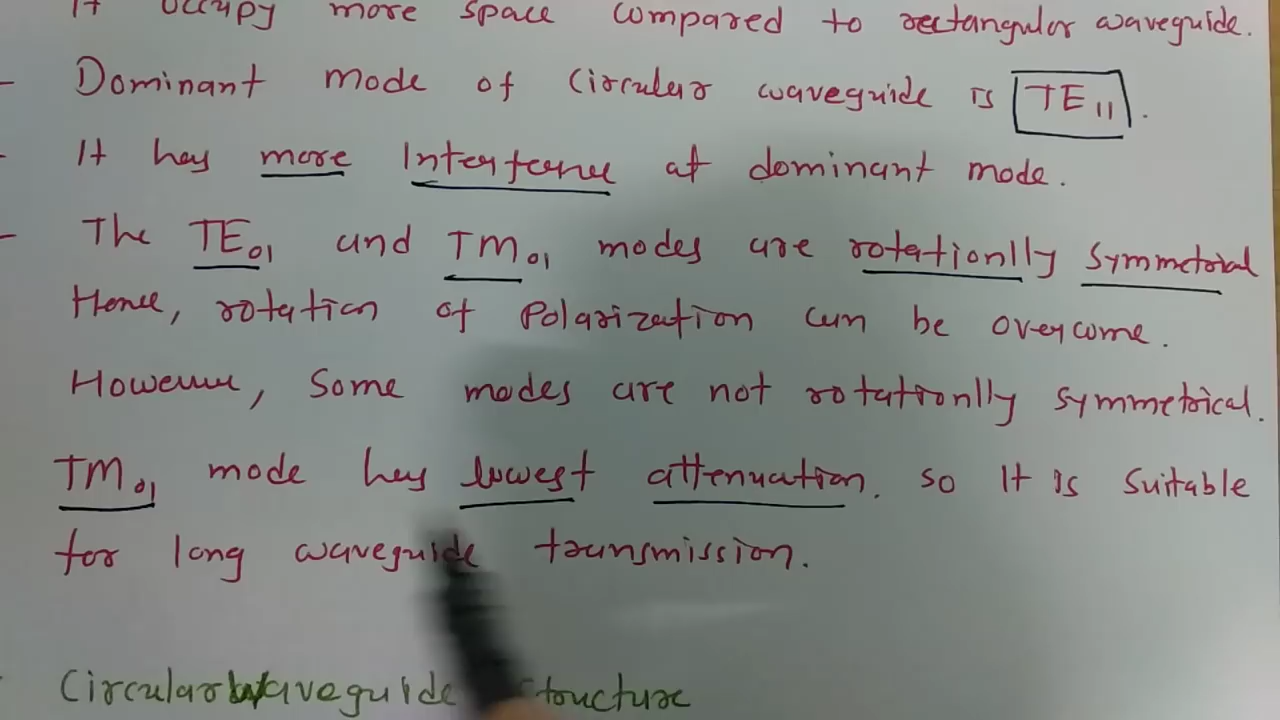 It occupy more space compared to rectangular waveguide.
- Dominant mode of Circular waveguide is TE11.
- It has more Interference at dominant mode.
- The TE01 and TM01 modes are rotationlly Symmetrical
Hence, rotation of Polarization can be overcome.
However, Some modes are not rotationlly symmetrical.
TM01 mode has lowest attenuation. so It is Suitable
for long waveguide transmission.
- Circular Waveguide Structure